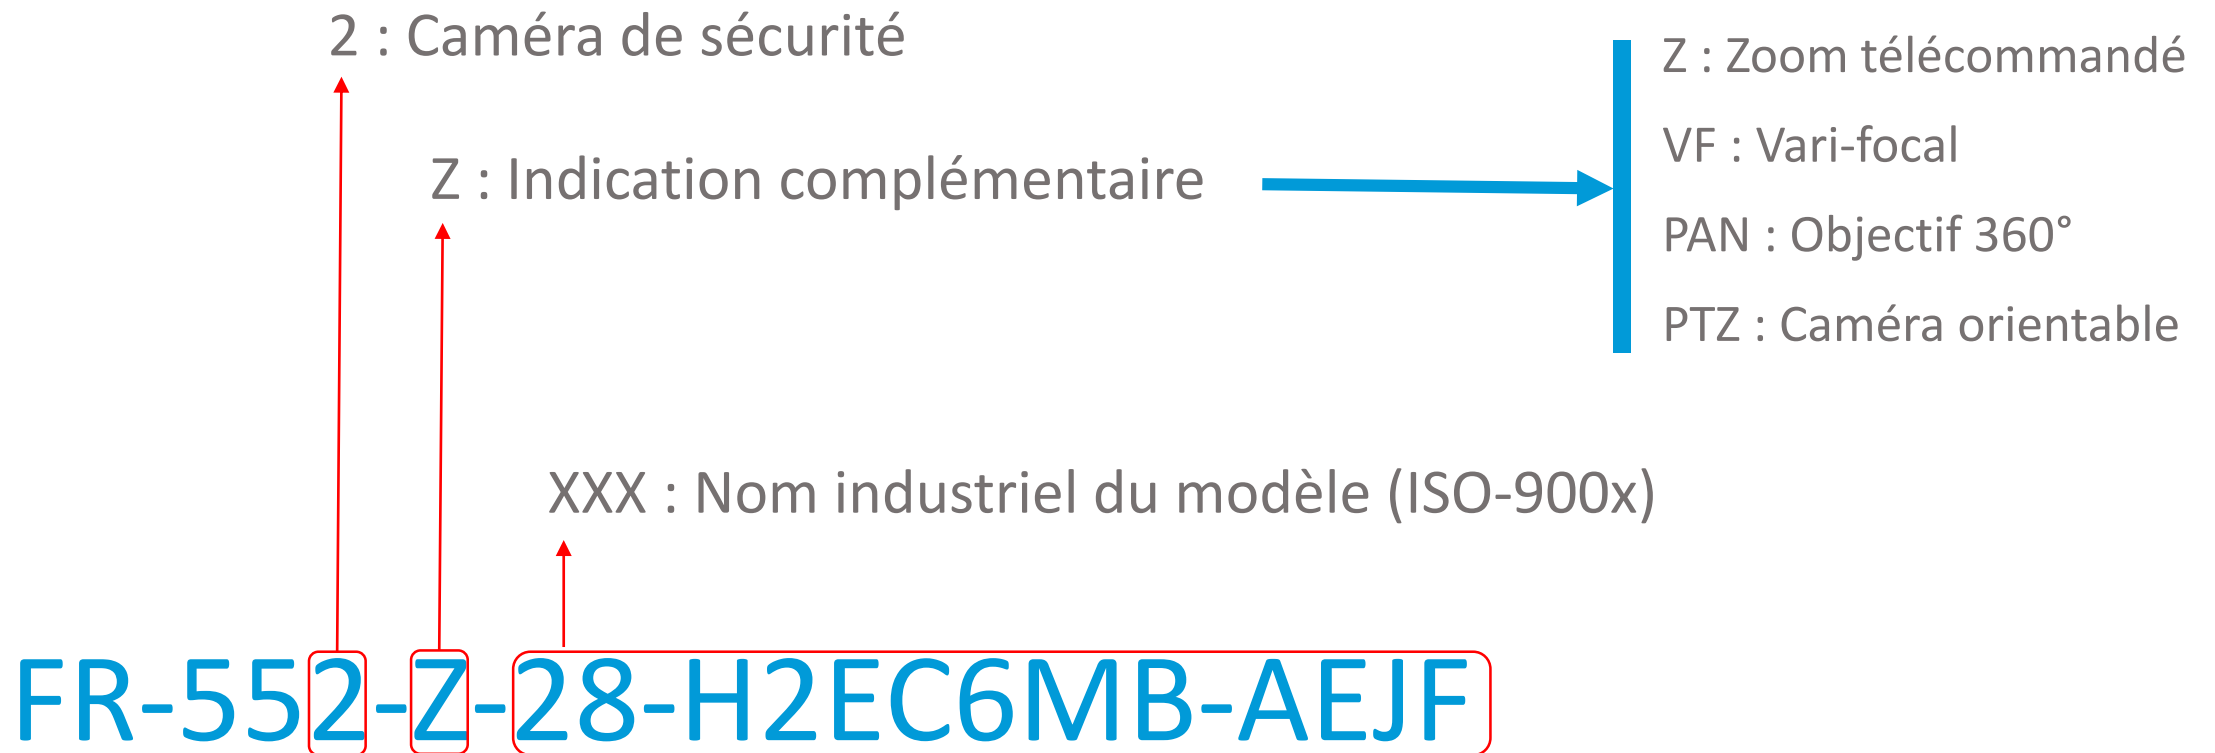 2 : Caméra de sécurité
Z : Indication complémentaire
Z : Zoom télécommandé
VF : Vari-focal
PAN : Objectif 360°
PTZ : Caméra orientable
XXX : Nom industriel du modèle (ISO-900x)
FR-552-Z-28-H2EC6MB-AEJF